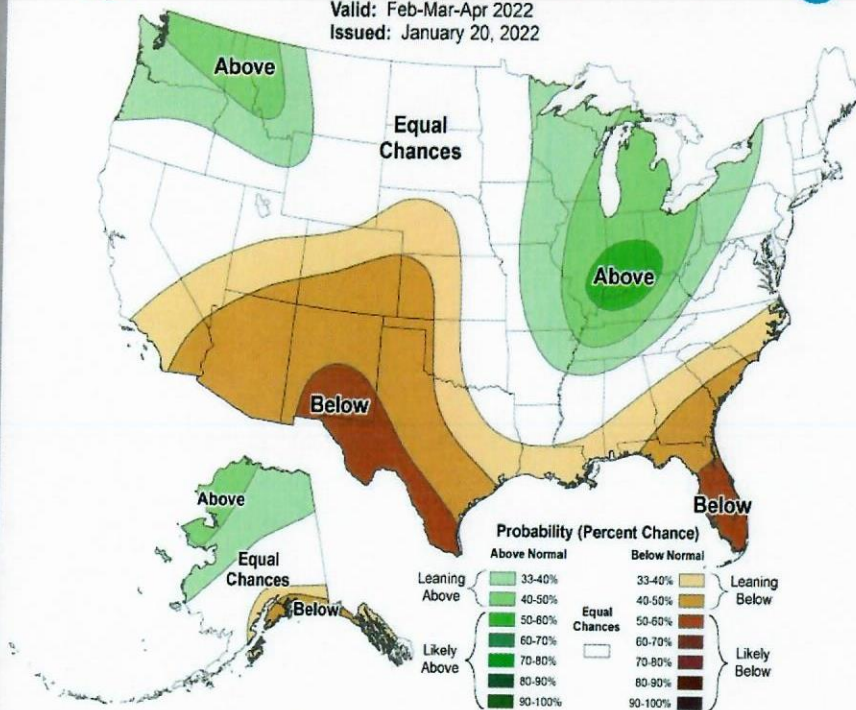 Valid: Feb-Mar-Apr 2022
Issued: January 20, 2022
Above
Equal
Chances
Above
Below
Above
Equal
Chances
Below
Below
Probability (Percent Chance)
Above Normal
Below Normal
Leaning
Above
33-40%
40-50%
Likely
Above
50-60%
60-70%
70-80%
80-90%
90-100%
Equal
Chances
33-40%
40-50%
Leaning
Below
50-60%
60-70%
70-80%
80-90%
90-100%
Likely
Below